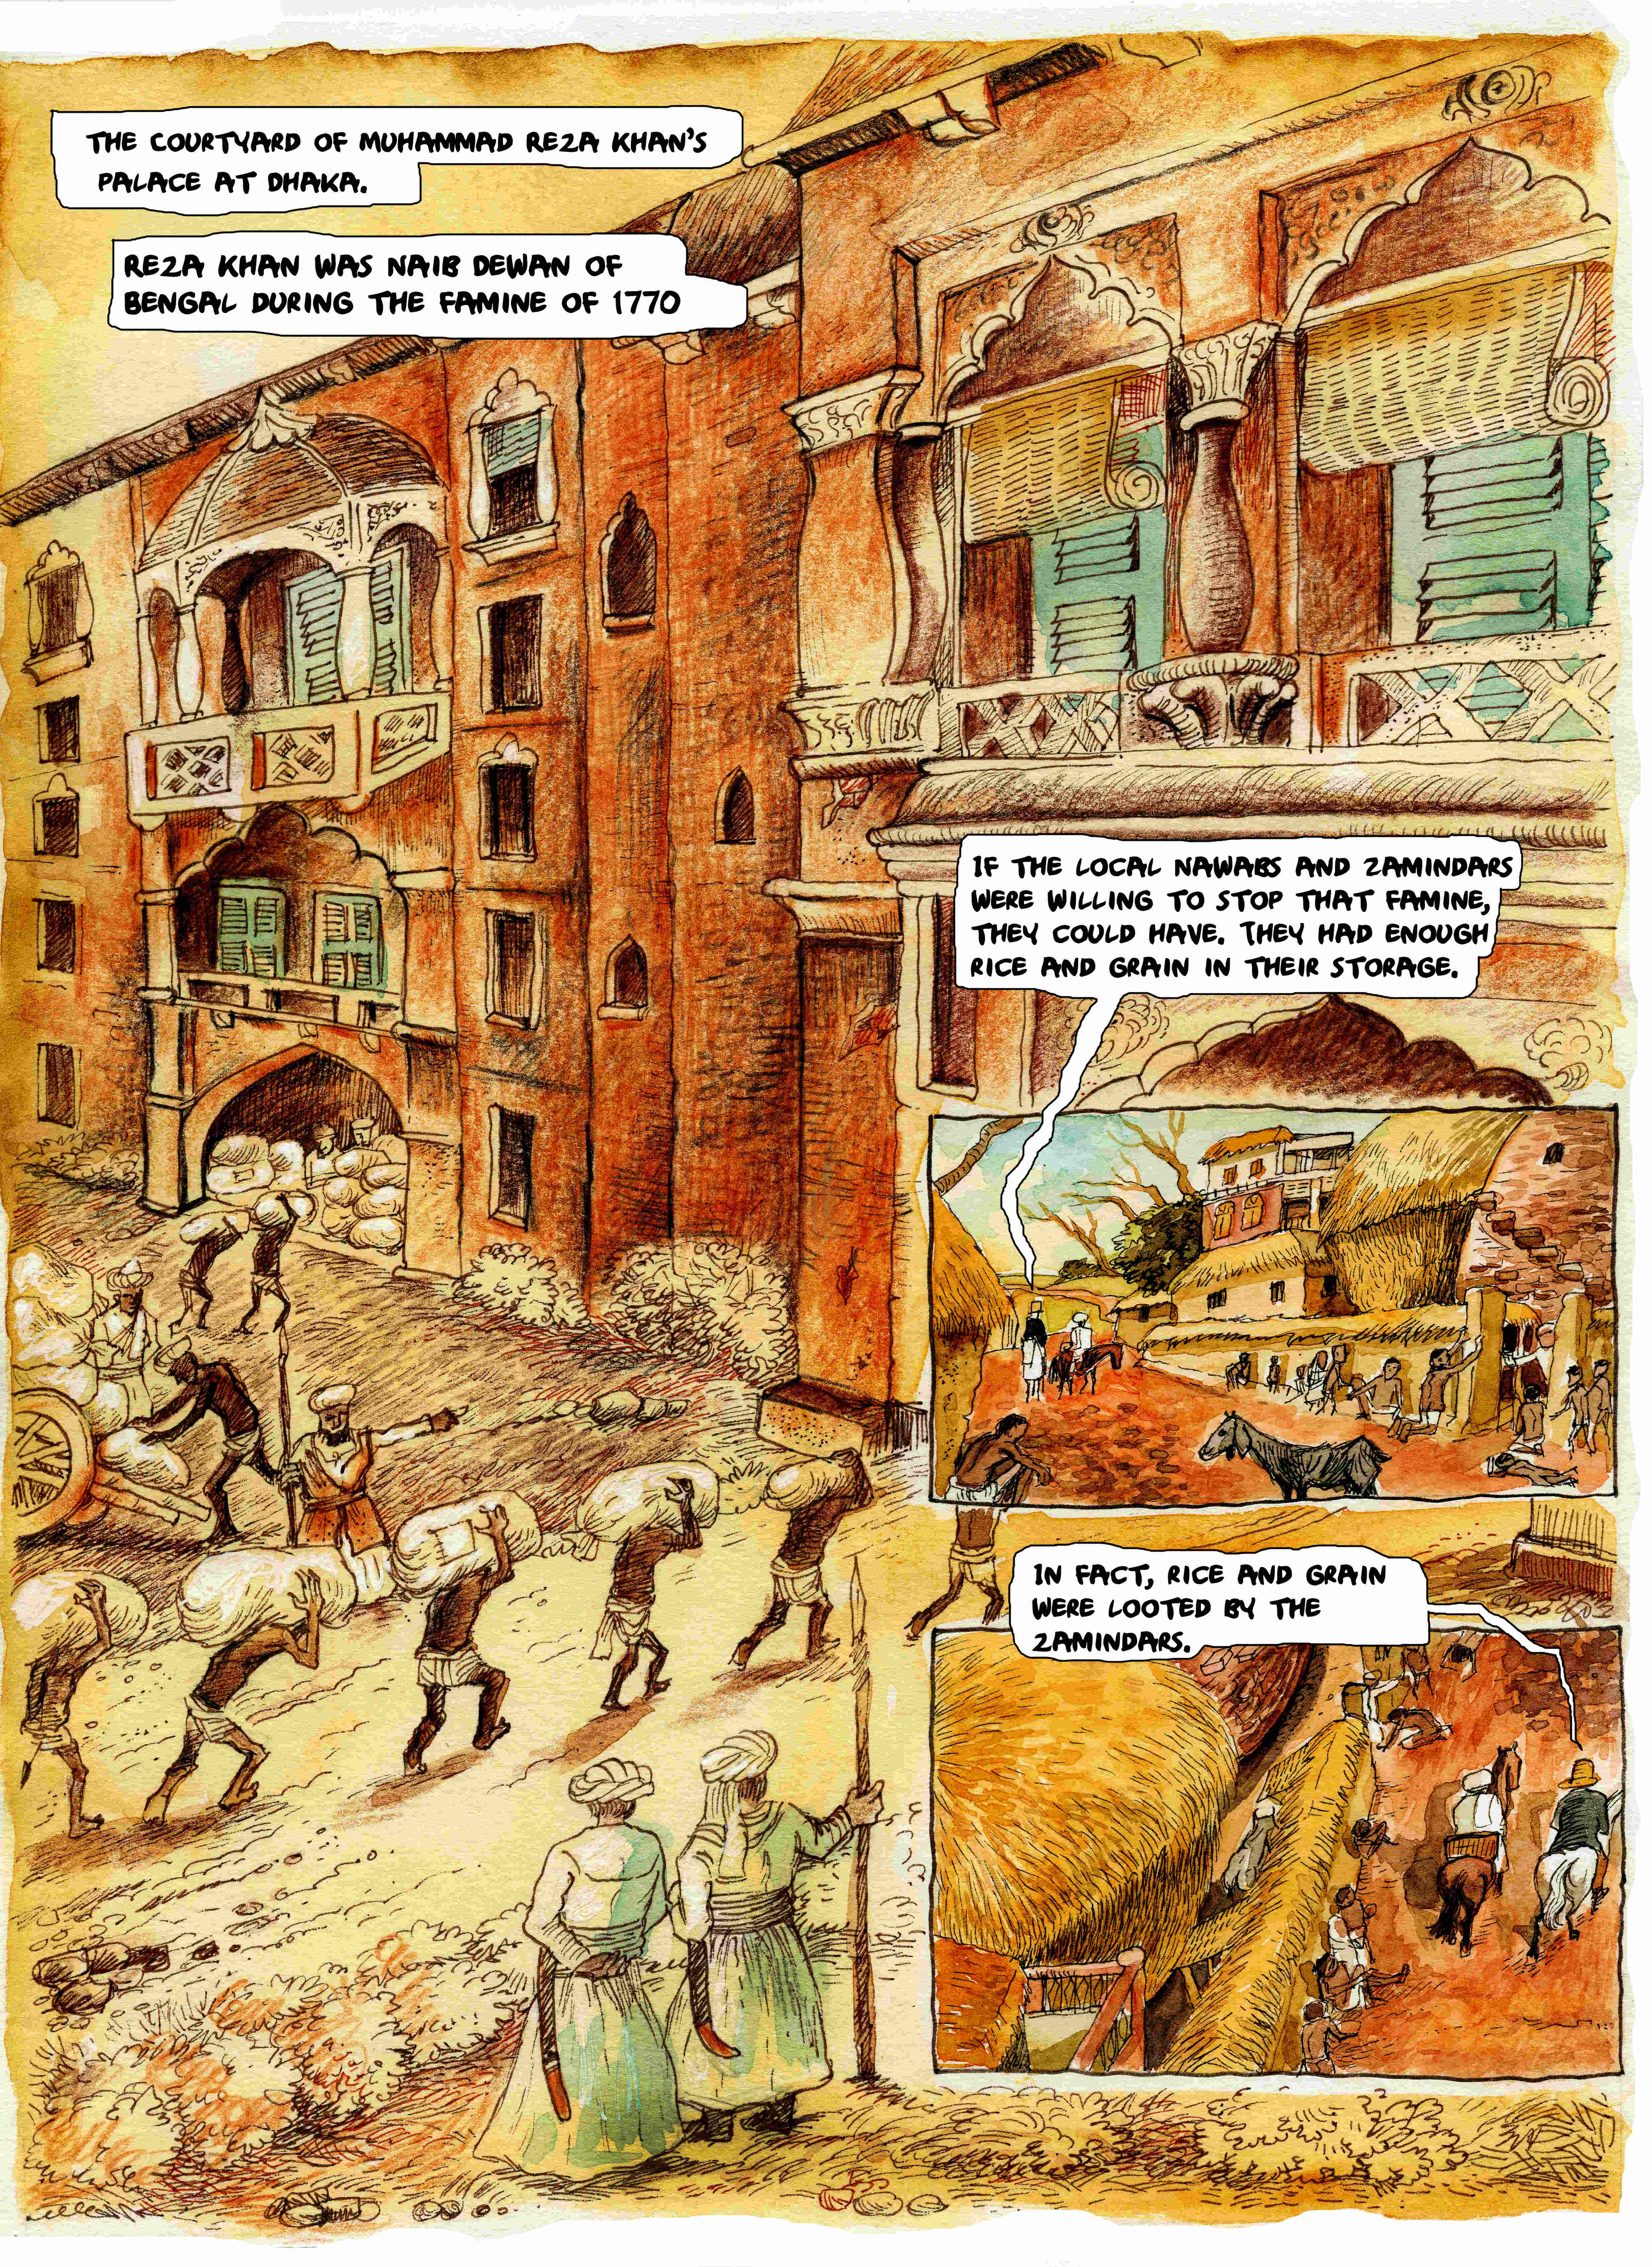 THE COURTYARD OF MUHAMMAD REZA KHAN'S
PALACE AT DHAKA.
REZA KHAN WAS NAIB DEWAN OF
BENGAL DURING THE FAMINE OF 1770
IF THE LOCAL NAWABS AND ZAMINDARS
WERE WILLING TO STOP THAT FAMINE,
THEY COULD HAVE. THEY HAD ENOUGH
RICE AND GRAIN IN THEIR STORAGE.
IN FACT, RICE AND GRAIN
WERE LOOTED BY THE
ZAMINDARS.